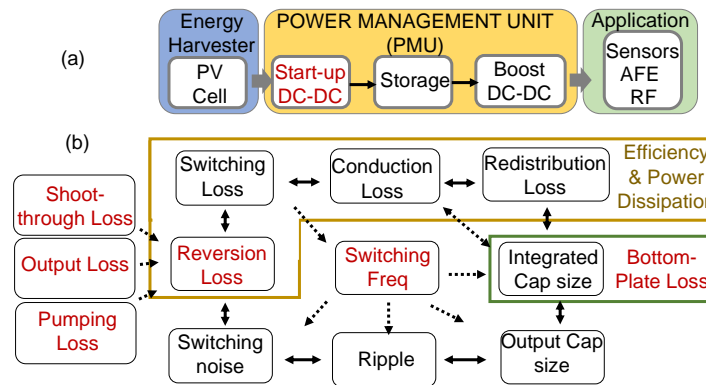 Energy
Harvester
POWER MANAGEMENT UNIT
(PMU)
Application
(a)
PV
Cell
Start-up
DC-DC
Storage
Boost
DC-DC
Sensors
AFE
RF
(b)
Switching
Loss
Conduction
Loss
Redistribution
Loss
Efficiency
& Power
Dissipation
Shoot-
through Loss
Output Loss
Pumping
Loss
Reversion
Loss
Switching
Freq
Integrated
Cap size
Bottom-
Plate Loss
Switching
noise
Ripple
Output Cap
size